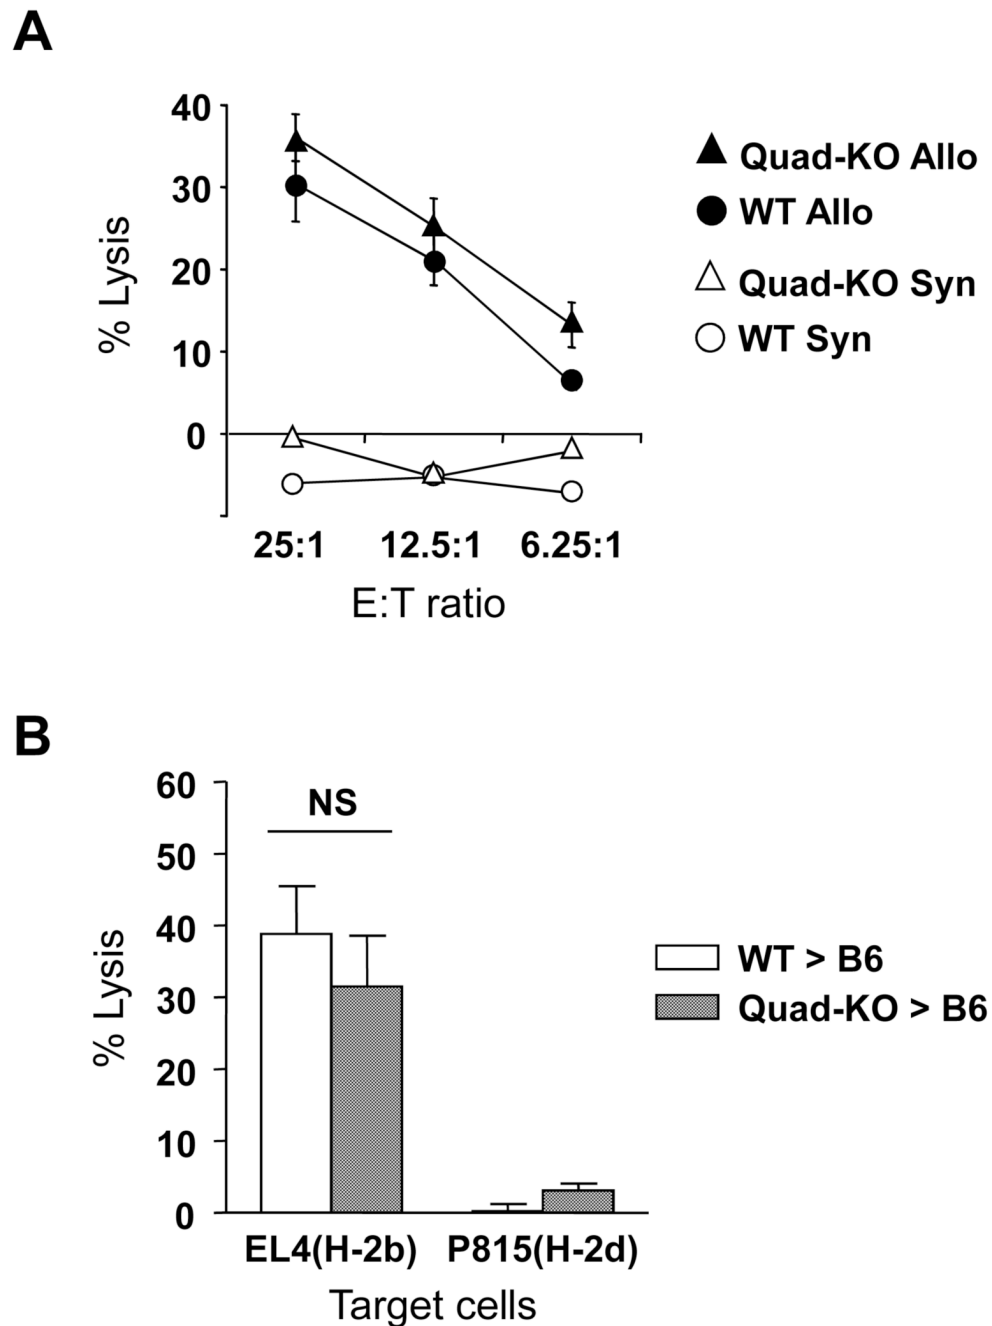 A
40
30
20
10
0
% Lysis
25:1 12.5:1 6.25:1
E:T ratio
Quad-KO Allo
WT Allo
Quad-KO Syn
WT Syn
B
60
50
40
30
20
10
0
% Lysis
NS
EL4(H-2b) P815(H-2d)
Target cells
WT > B6
Quad-KO > B6